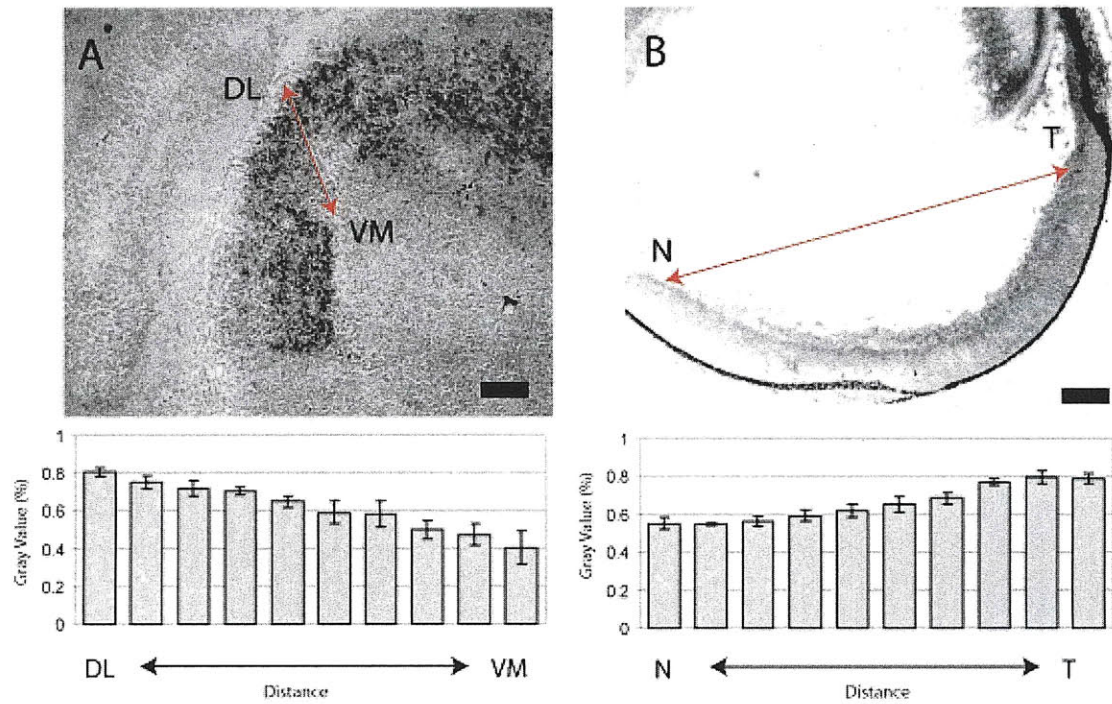 A
DL
VM
B
T
N
1
0.8
0.6
0.4
0.2
0
Gray Value (%)
DL
VM
Distance
1
0.8
0.6
0.4
0.2
0
Gray Value (%)
N
T
Distance